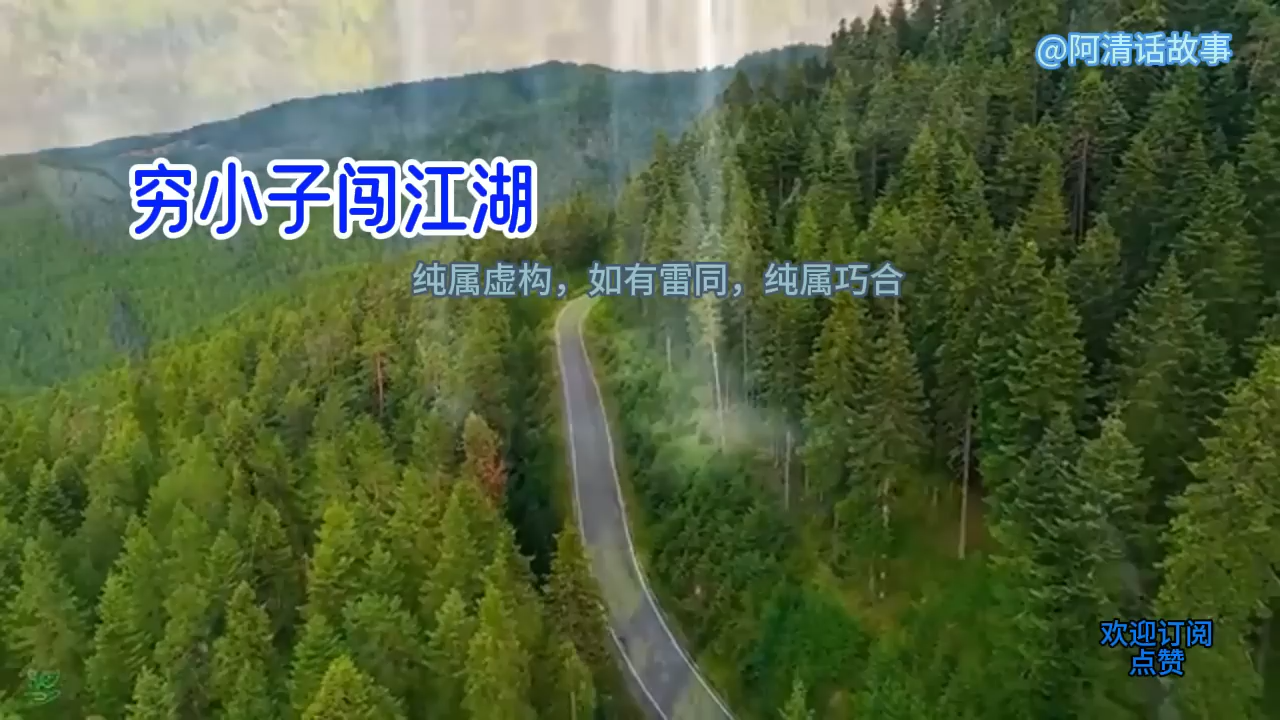 @阿清话故事
穷小子闯江湖
纯属虚构，如有雷同，纯属巧合
欢迎订阅
点赞